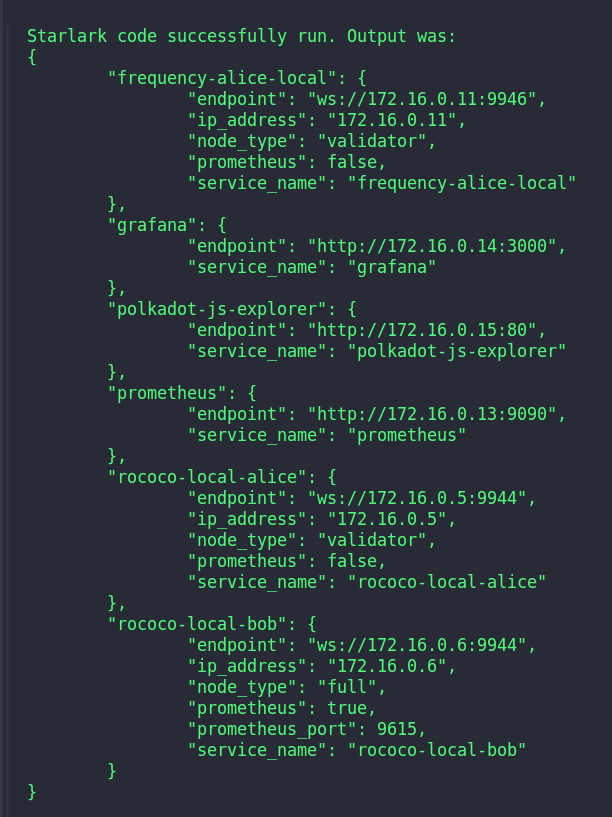 Starlark code successfully run. Output was:
{
        "frequency-alice-local": {
                "endpoint": "ws://172.16.0.11:9946",
                "ip_address": "172.16.0.11",
                "node_type": "validator",
                "prometheus": false,
                "service_name": "frequency-alice-local"
        },
        "grafana": {
                "endpoint": "http://172.16.0.14:3000",
                "service_name": "grafana"
        },
        "polkadot-js-explorer": {
                "endpoint": "http://172.16.0.15:80",
                "service_name": "polkadot-js-explorer"
        },
        "prometheus": {
                "endpoint": "http://172.16.0.13:9090",
                "service_name": "prometheus"
        },
        "rococo-local-alice": {
                "endpoint": "ws://172.16.0.5:9944",
                "ip_address": "172.16.0.5",
                "node_type": "validator",
                "prometheus": false,
                "service_name": "rococo-local-alice"
        },
        "rococo-local-bob": {
                "endpoint": "ws://172.16.0.6:9944",
                "ip_address": "172.16.0.6",
                "node_type": "full",
                "prometheus": true,
                "prometheus_port": 9615,
                "service_name": "rococo-local-bob"
        }
}